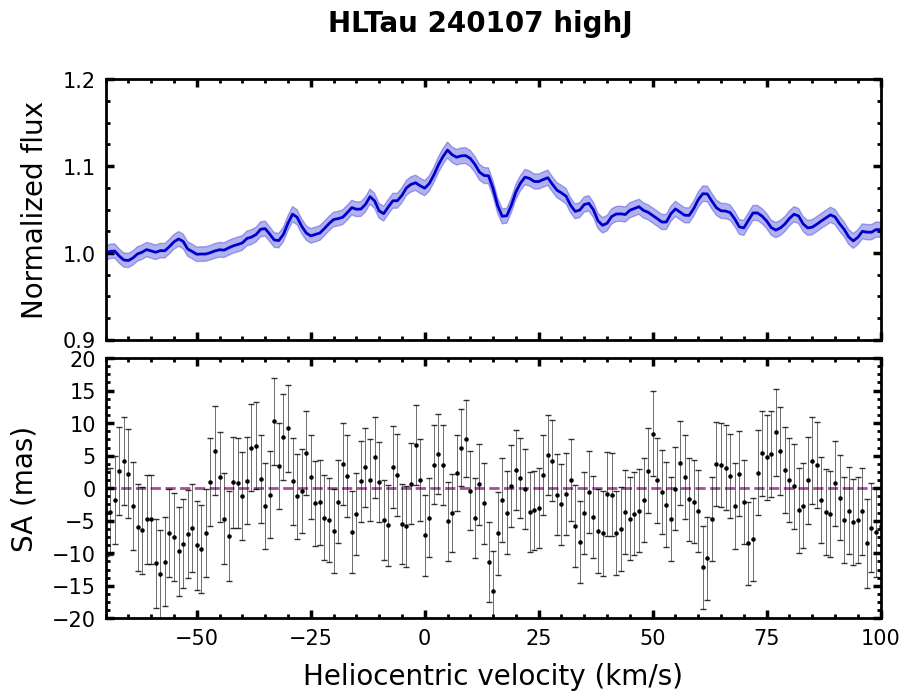 HLTau 240107 highJ
1.2
1.1
1.0
0.9
Normalized flux
20
15
10
5
0
−5
−10
−15
−20
SA (mas)
−50 −25 0 25 50 75 100
Heliocentric velocity (km/s)